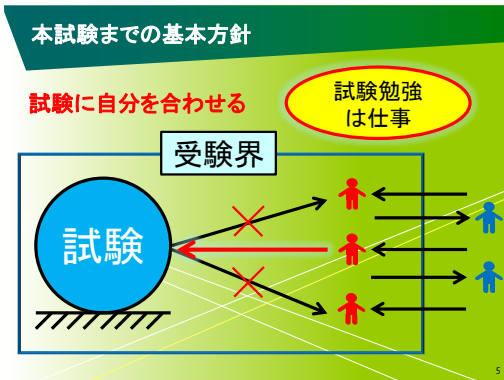 本試験までの基本方針
試験に自分を合わせる
試験勉強
は仕事
受験界
試験
5